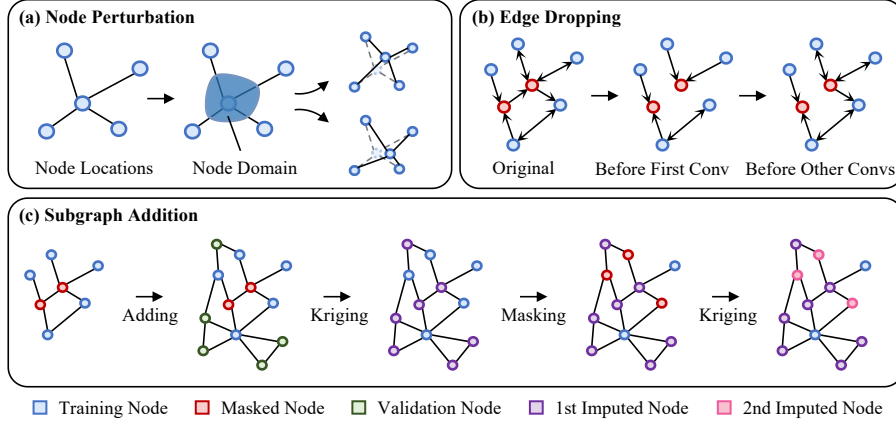 (a) Node Perturbation
Node Locations
Node Domain
(b) Edge Dropping
Original
Before First Conv
Before Other Convs
(c) Subgraph Addition
Adding
Kriging
Masking
Kriging
Training Node
Masked Node
Validation Node
1st Imputed Node
2nd Imputed Node